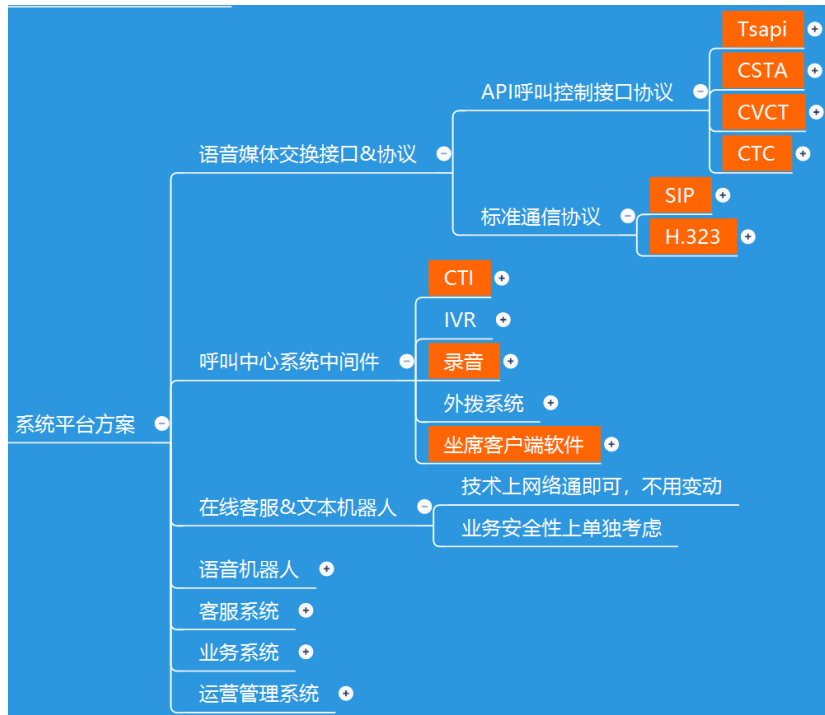 系统平台方案
语音媒体交换接口&协议
API呼叫控制接口协议
Tsapi
CSTA
CVCT
CTC
标准通信协议
SIP
H.323
呼叫中心系统中间件
CTI
IVR
录音
外拨系统
坐席客户端软件
在线客服&文本机器人
技术上网络通即可，不用变动
业务安全性上单独考虑
语音机器人
客服系统
业务系统
运营管理系统